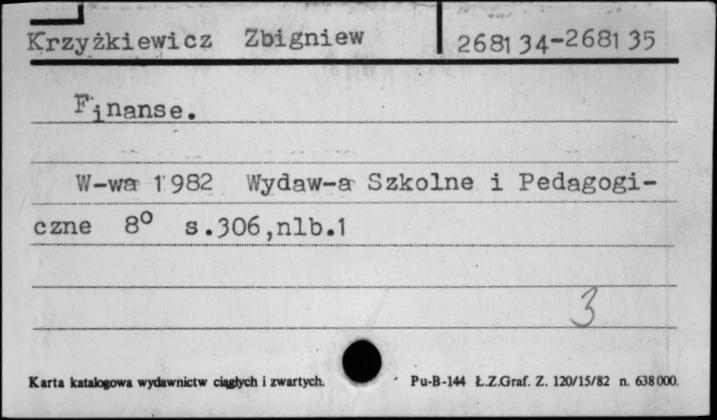 Krzyżkiewicz Zbigniew 268134-268135
Finanse.
W-wa 1982 Wydaw-a Szkolne i Pedagogi-
czne 8° s.306,nlb.1
3
Karta katalogowa wydawnictw ciągłych i zwartych. Pu-B-144 Ł.Z.Graf. Z. 120/15/82 n. 638000.